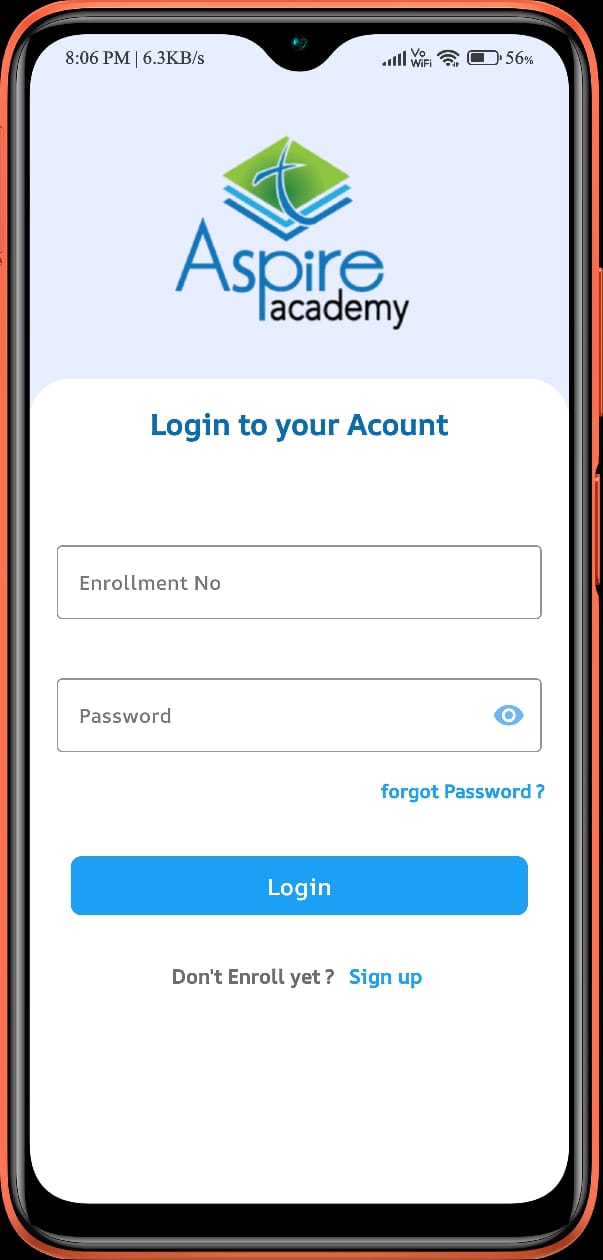 8:06 PM | 6.3KB/s Vo WiFi 56%
Aspire
academy
Login to your Acount
Enrollment No
Password
forgot Password ?
Login
Don't Enroll yet ? Sign up